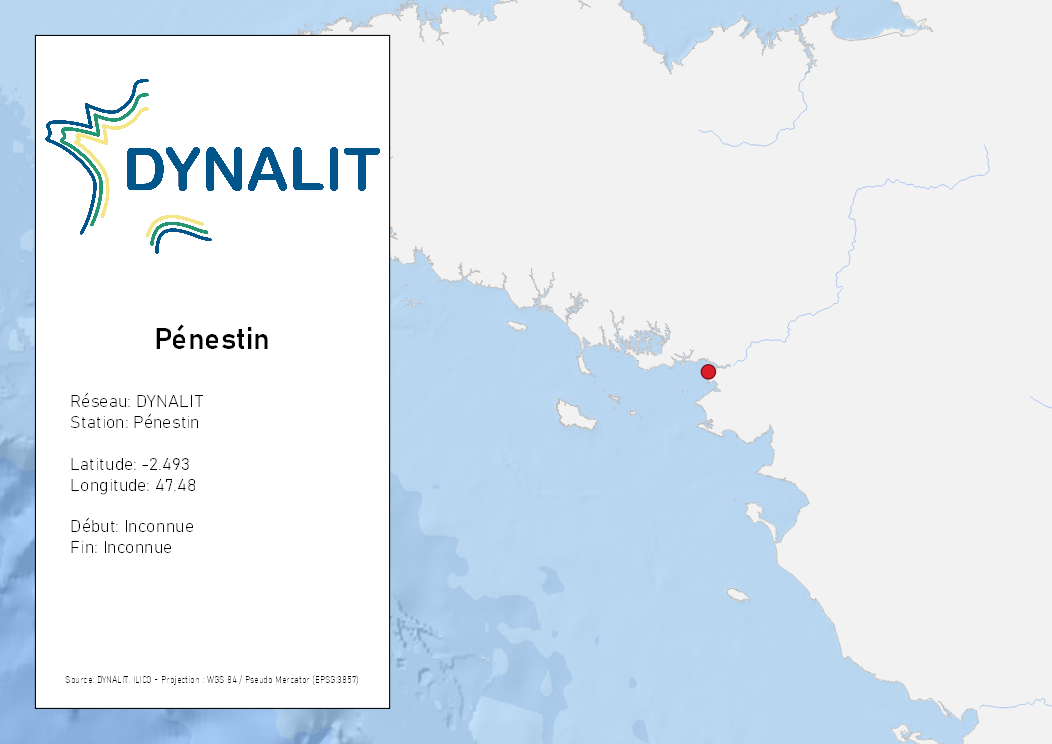 DYNALIT
Pénestin
Réseau: DYNALIT
Station: Pénestin
Latitude: -2.493
Longitude: 47.48
Début: Inconnue
Fin: Inconnue
Source: DYNALIT, ILICO - Projection : WGS 84 / Pseudo Mercator (EPSG:3857)